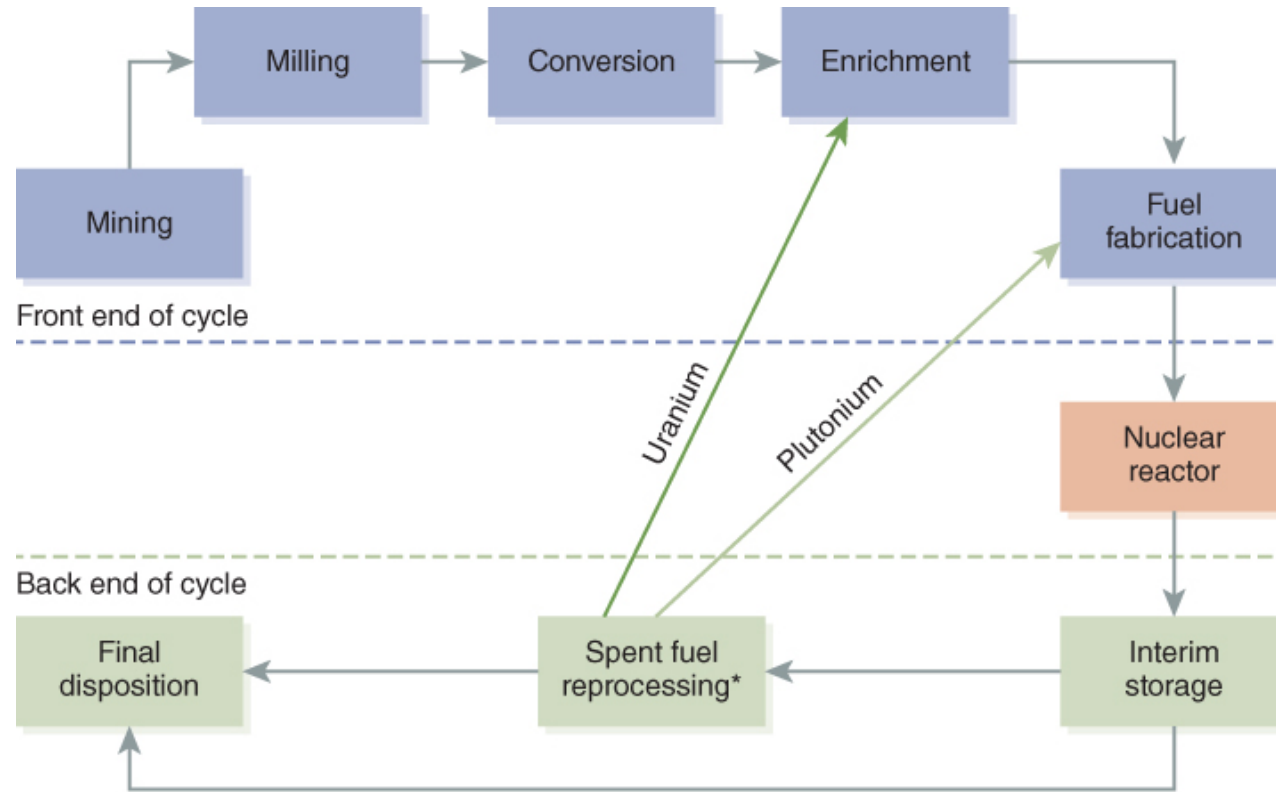 Milling
Conversion
Enrichment
Mining
Fuel
fabrication
Front end of cycle
Uranium
Plutonium
Nuclear
reactor
Back end of cycle
Final
disposition
Spent fuel
reprocessing*
Interim
storage